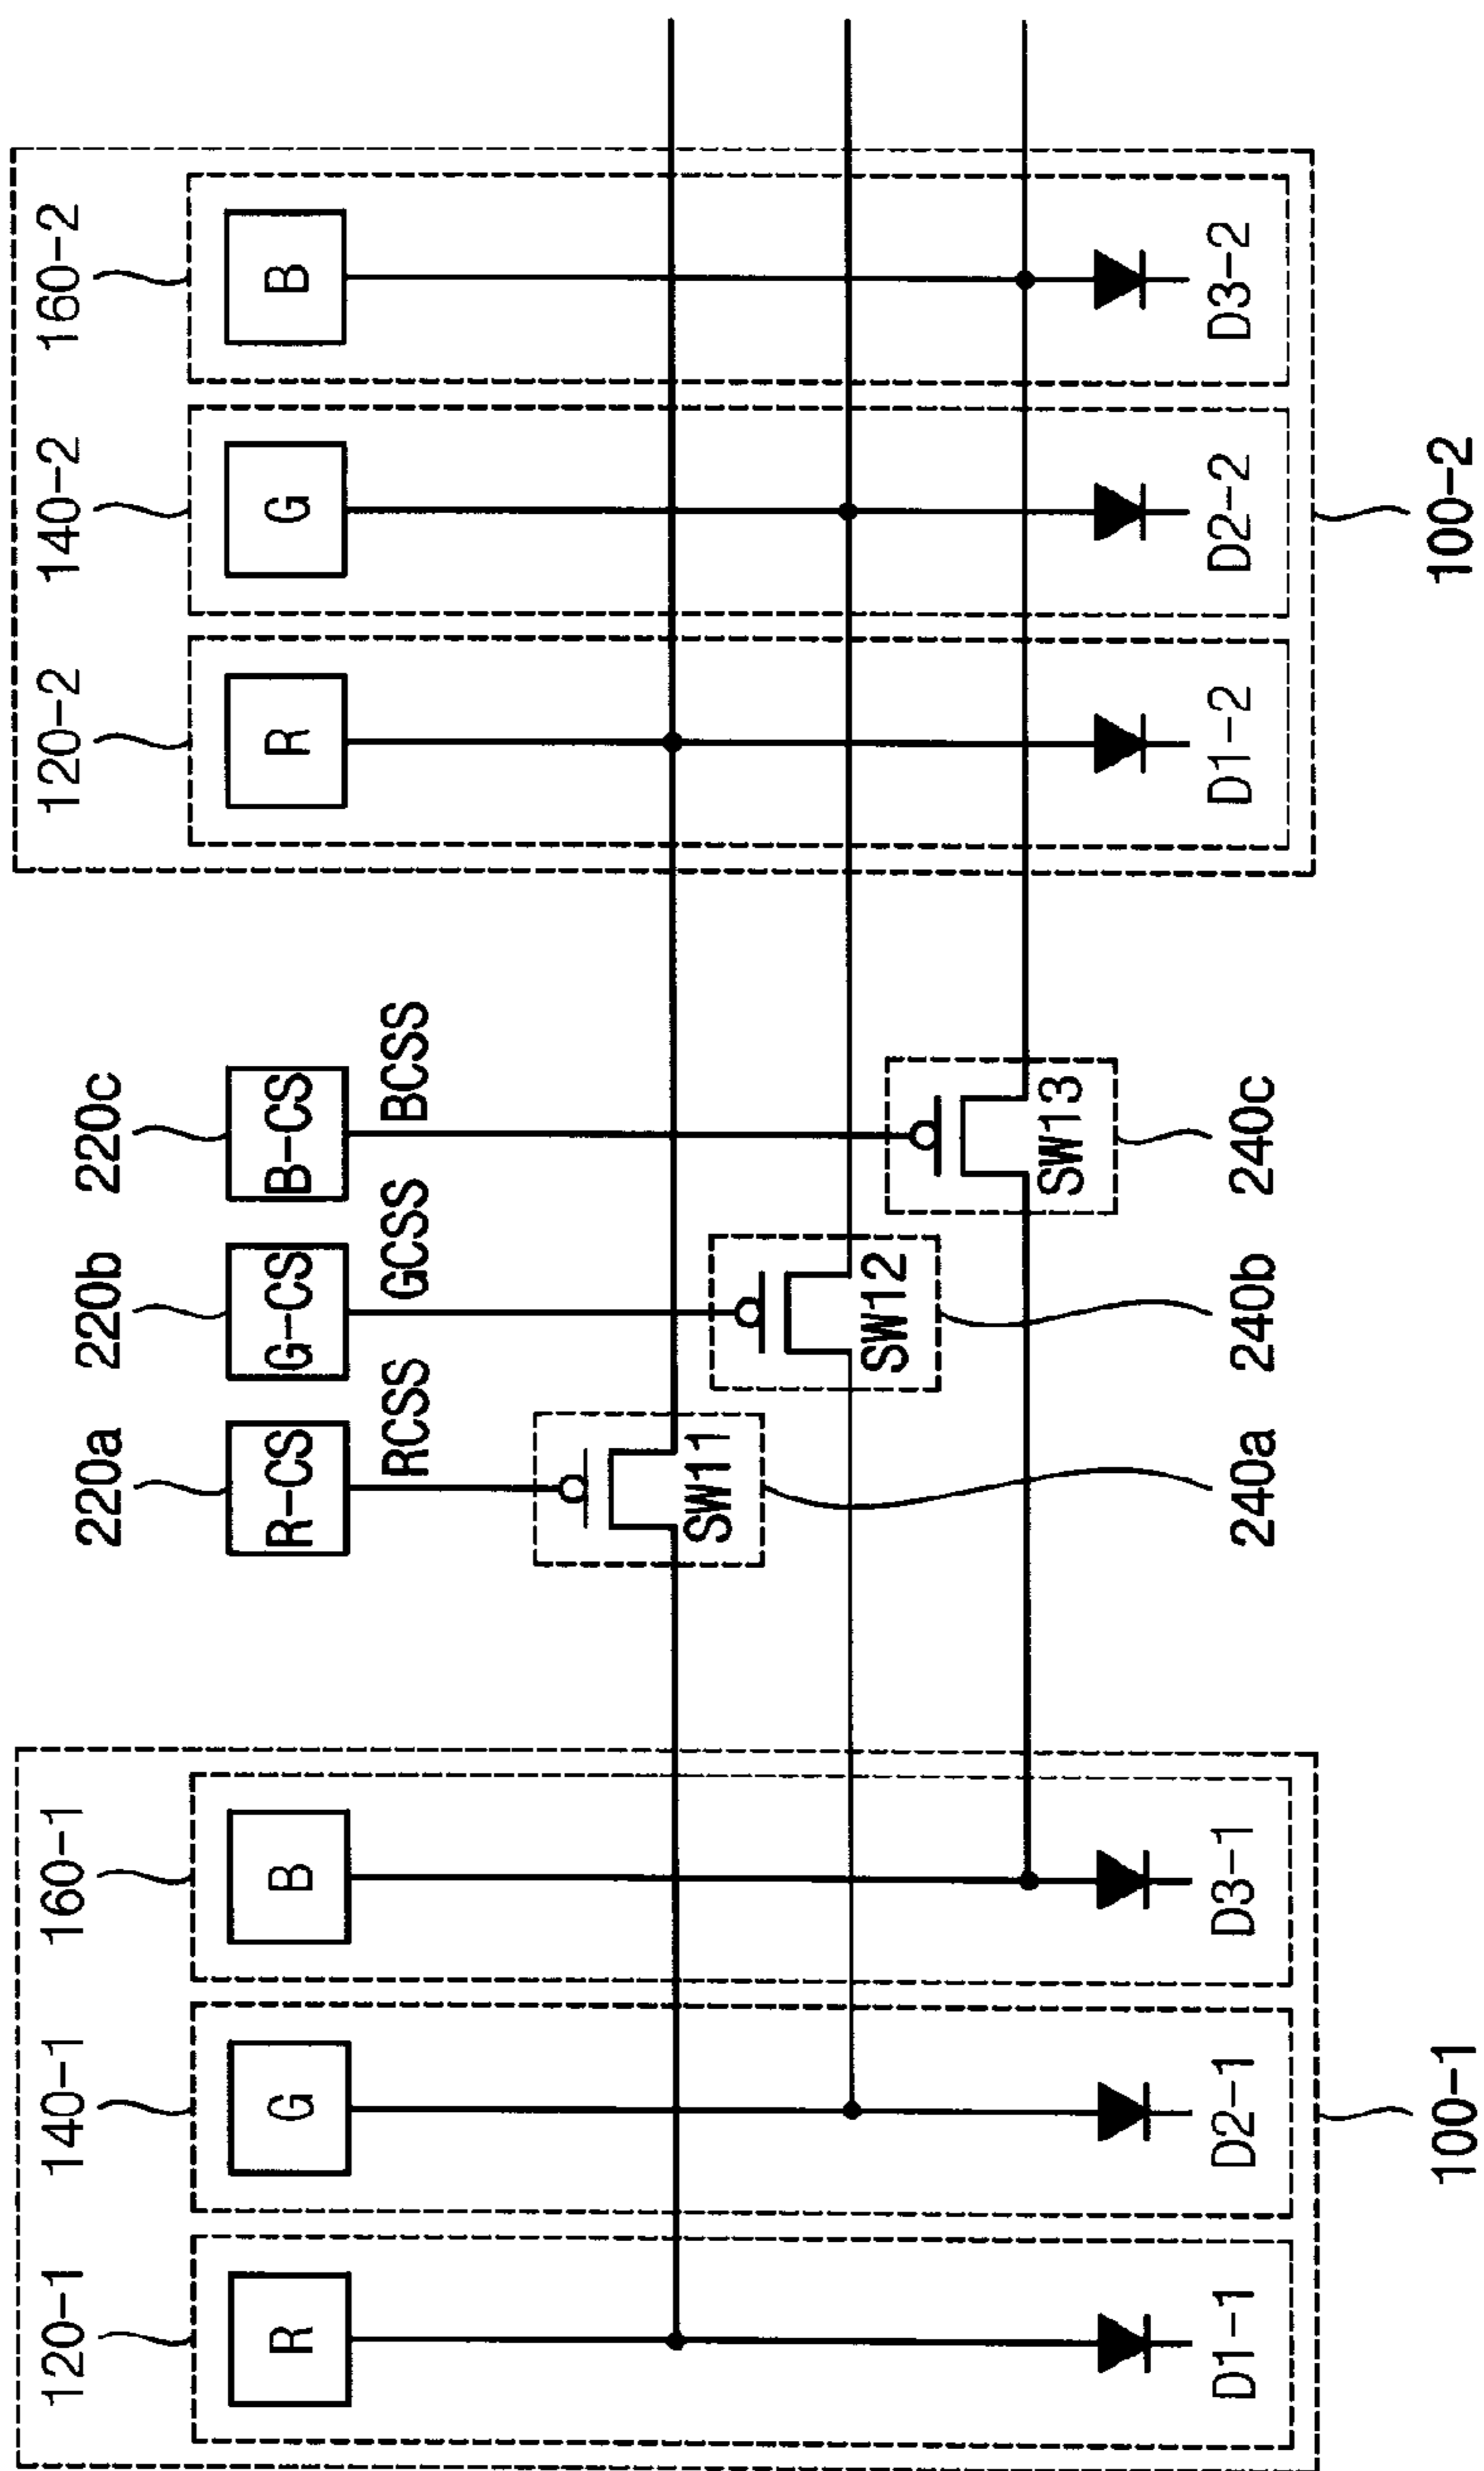 120-1
140-1
160-1
220a
220b
220c
120-2
140-2
160-2
R
G
B
R-CS
G-CS
B-CS
R
G
B
RCSS
GCSS
BCSS
SW11
SW12
SW13
D1-1
D2-1
D3-1
240a
240b
240c
D1-2
D2-2
D3-2
100-1
100-2